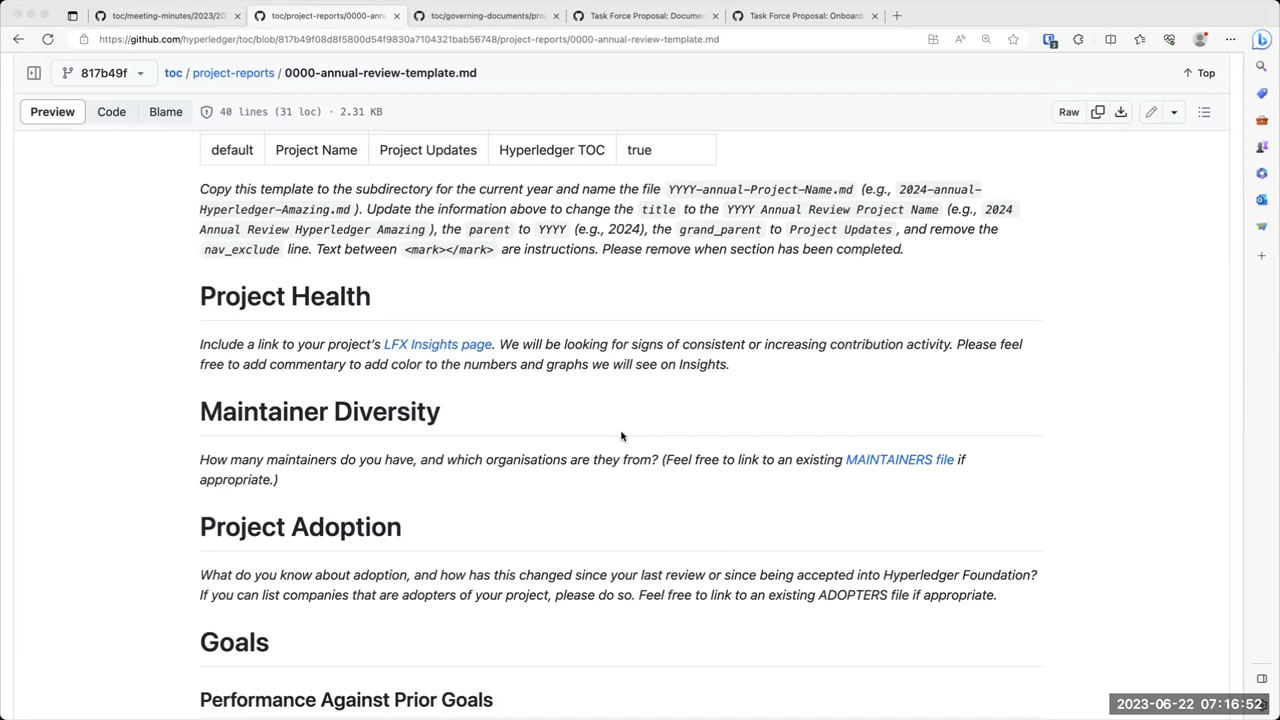 toc/meeting-minutes/2023/202
toc/project-reports/0000-annu
toc/governing-documents/proj
Task Force Proposal: Documen
Task Force Proposal: Onboard
https://github.com/hyperledger/toc/blob/817b49f08d8f5800d54f9830a7104321bab56748/project-reports/0000-annual-review-template.md
817b49f
toc / project-reports / 0000-annual-review-template.md
Top
Preview
Code
Blame
40 lines (31 loc) · 2.31 KB
Raw
default
Project Name
Project Updates
Hyperledger TOC
true
Copy this template to the subdirectory for the current year and name the file YYYY-annual-Project-Name.md (e.g., 2024-annual-
Hyperledger-Amazing.md ). Update the information above to change the title to the YYYY Annual Review Project Name (e.g., 2024
Annual Review Hyperledger Amazing ), the parent to YYYY (e.g., 2024), the grand_parent to Project Updates , and remove the
nav_exclude line. Text between <mark></mark> are instructions. Please remove when section has been completed.
Project Health
Include a link to your project's LFX Insights page. We will be looking for signs of consistent or increasing contribution activity. Please feel
free to add commentary to add color to the numbers and graphs we will see on Insights.
Maintainer Diversity
How many maintainers do you have, and which organisations are they from? (Feel free to link to an existing MAINTAINERS file if
appropriate.)
Project Adoption
What do you know about adoption, and how has this changed since your last review or since being accepted into Hyperledger Foundation?
If you can list companies that are adopters of your project, please do so. Feel free to link to an existing ADOPTERS file if appropriate.
Goals
Performance Against Prior Goals
2023-06-22 07:16:52